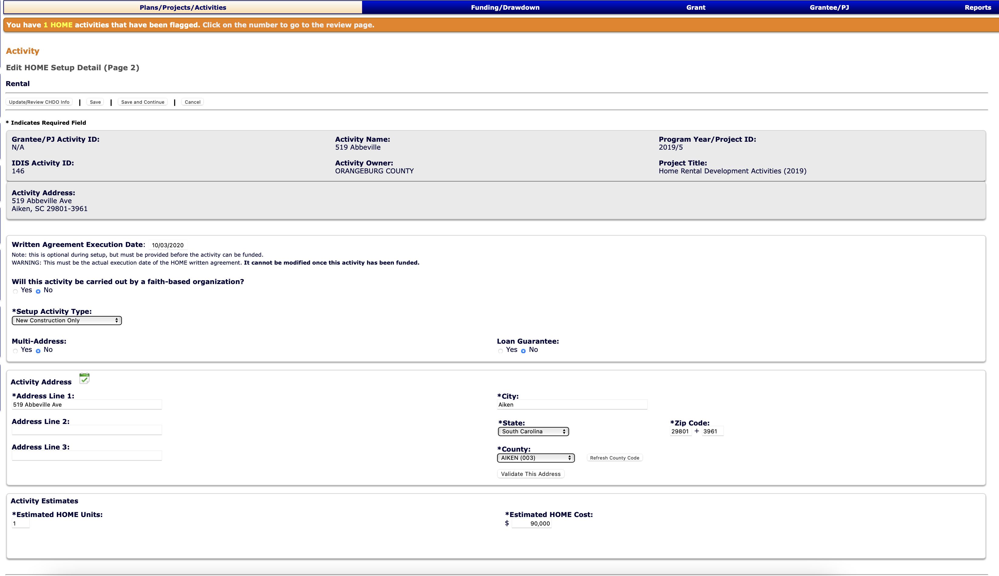 Plans/Projects/Activities Funding/Drawdown Grant Grantee/PJ Reports
You have 1 HOME activities that have been flagged. Click on the number to go to the review page.
Activity
Edit HOME Setup Detail (Page 2)
Rental
Update/Review CHDO Info | Save | Save and Continue | Cancel
* Indicates Required Field
Grantee/PJ Activity ID: Activity Name: Program Year/Project ID:
N/A 519 Abbeville 2019/5
IDIS Activity ID: Activity Owner: Project Title:
146 ORANGEBURG COUNTY Home Rental Development Activities (2019)
Activity Address:
519 Abbeville Ave
Aiken, SC 29801-3961
Written Agreement Execution Date: 10/03/2020
Note: this is optional during setup, but must be provided before the activity can be funded.
WARNING: This must be the actual execution date of the HOME written agreement. It cannot be modified once this activity has been funded.
Will this activity be carried out by a faith-based organization?
Yes No
*Setup Activity Type:
New Construction Only
Multi-Address: Loan Guarantee:
Yes No Yes No
Activity Address
*Address Line 1: *City:
519 Abbeville Ave Aiken
Address Line 2: *State: *Zip Code:
South Carolina 29801 + 3961
Address Line 3: *County:
AIKEN (003) Refresh County Code
Validate This Address
Activity Estimates
*Estimated HOME Units: *Estimated HOME Cost:
1 $ 90,000